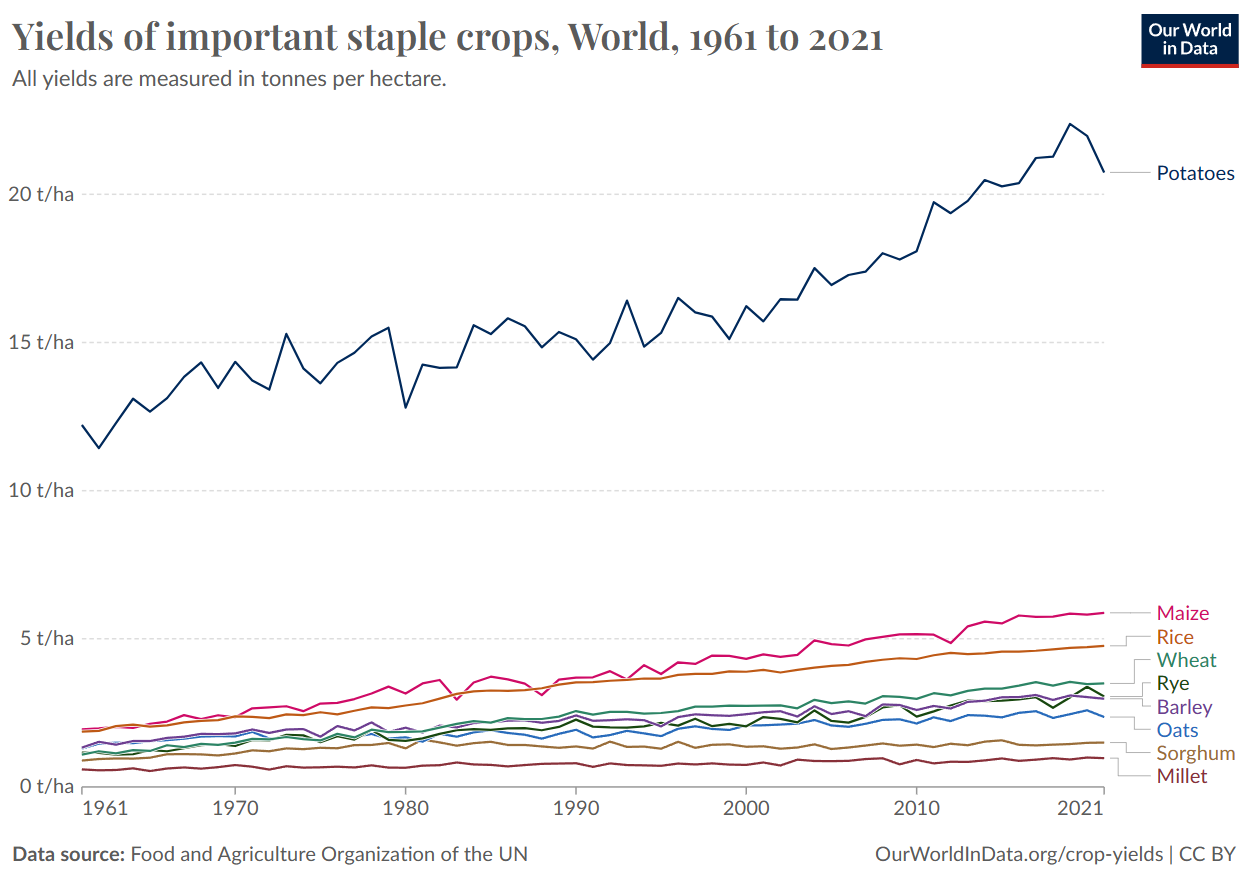 Yields of important staple crops, World, 1961 to 2021
Our World
in Data
All yields are measured in tonnes per hectare.
20 t/ha
15 t/ha
10 t/ha
5 t/ha
0 t/ha
Potatoes
Maize
Rice
Wheat
Rye
Barley
Oats
Sorghum
Millet
1961
1970
1980
1990
2000
2010
2021
Data source: Food and Agriculture Organization of the UN
OurWorldInData.org/crop-yields | CC BY